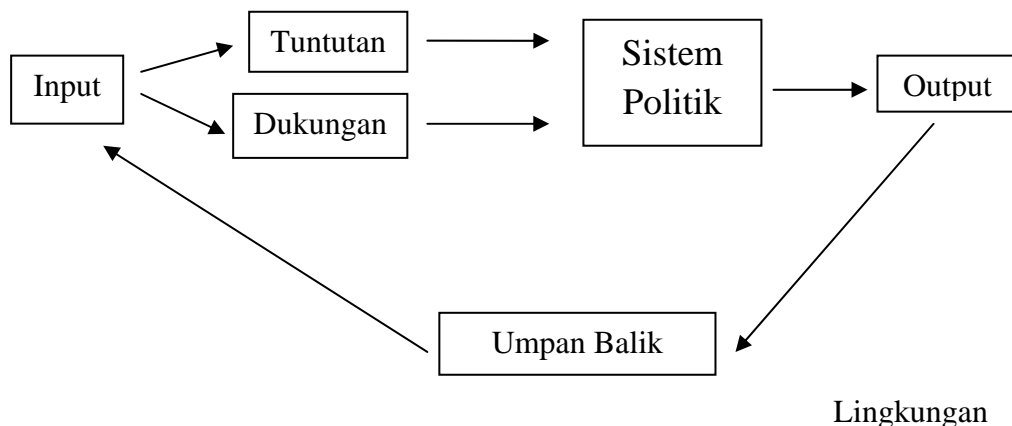 Input
Tuntutan
Dukungan
Sistem
Politik
Output
Umpan Balik
Lingkungan